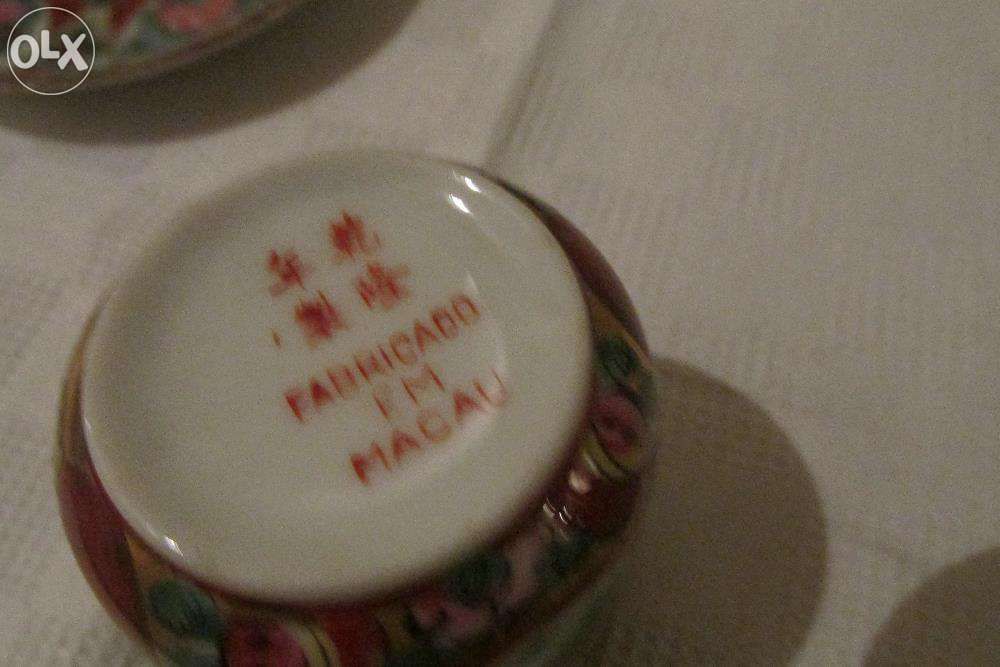 OLX
乾隆
年製
FABRICADO
EM
MACAU